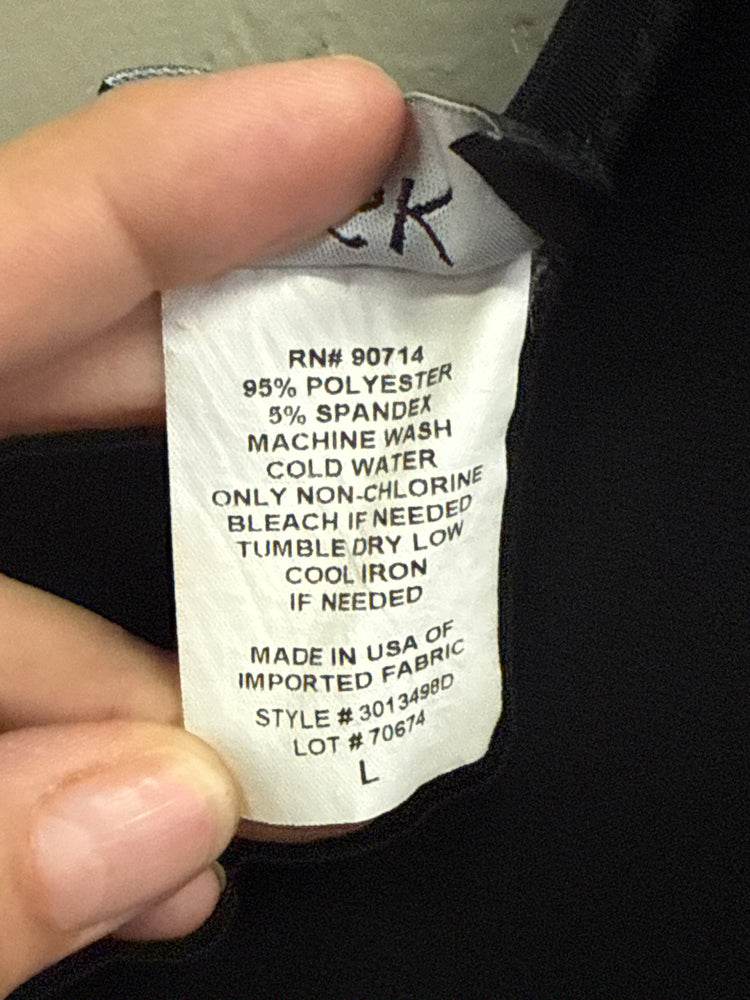 RN# 90714
95% POLYESTER
5% SPANDEX
MACHINE WASH
COLD WATER
ONLY NON-CHLORINE
BLEACH IF NEEDED
TUMBLE DRY LOW
COOL IRON
IF NEEDED
MADE IN USA OF
IMPORTED FABRIC
STYLE # 3013498D
LOT # 70674
L